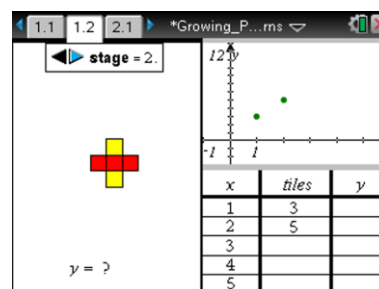 1.1 1.2 2.1 *Growing_P...rns
stage = 2.
y = ?
12 y
-1 1
x tiles y
1 3
2 5
3
4
5